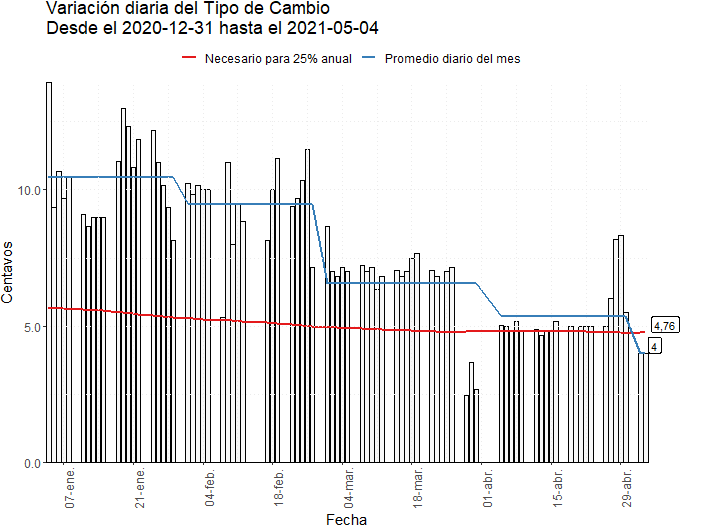 Variación diaria del Tipo de Cambio
Desde el 2020-12-31 hasta el 2021-05-04
Necesario para 25% anual
Promedio diario del mes
Centavos
10.0
5.0
0.0
4,76
4
07-ene.
21-ene.
04-feb.
18-feb.
04-mar.
18-mar.
01-abr.
15-abr.
29-abr.
Fecha